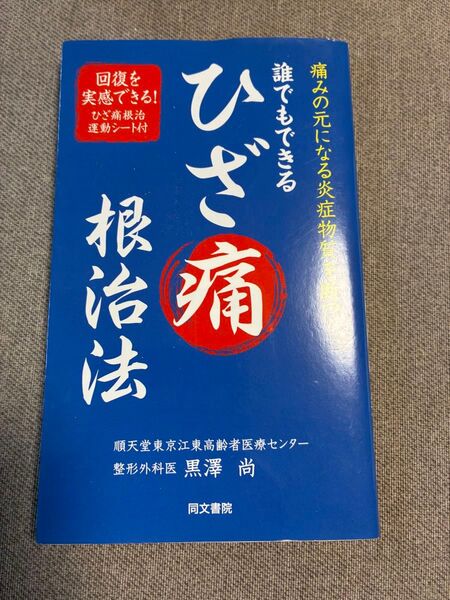 痛みの元になる炎症物質
誰でもできる
ひざ痛
根治法
回復を
実感できる!
ひざ痛根治
運動シート付
順天堂東京江東高齢者医療センター
整形外科医 黒澤 尚
同文書院